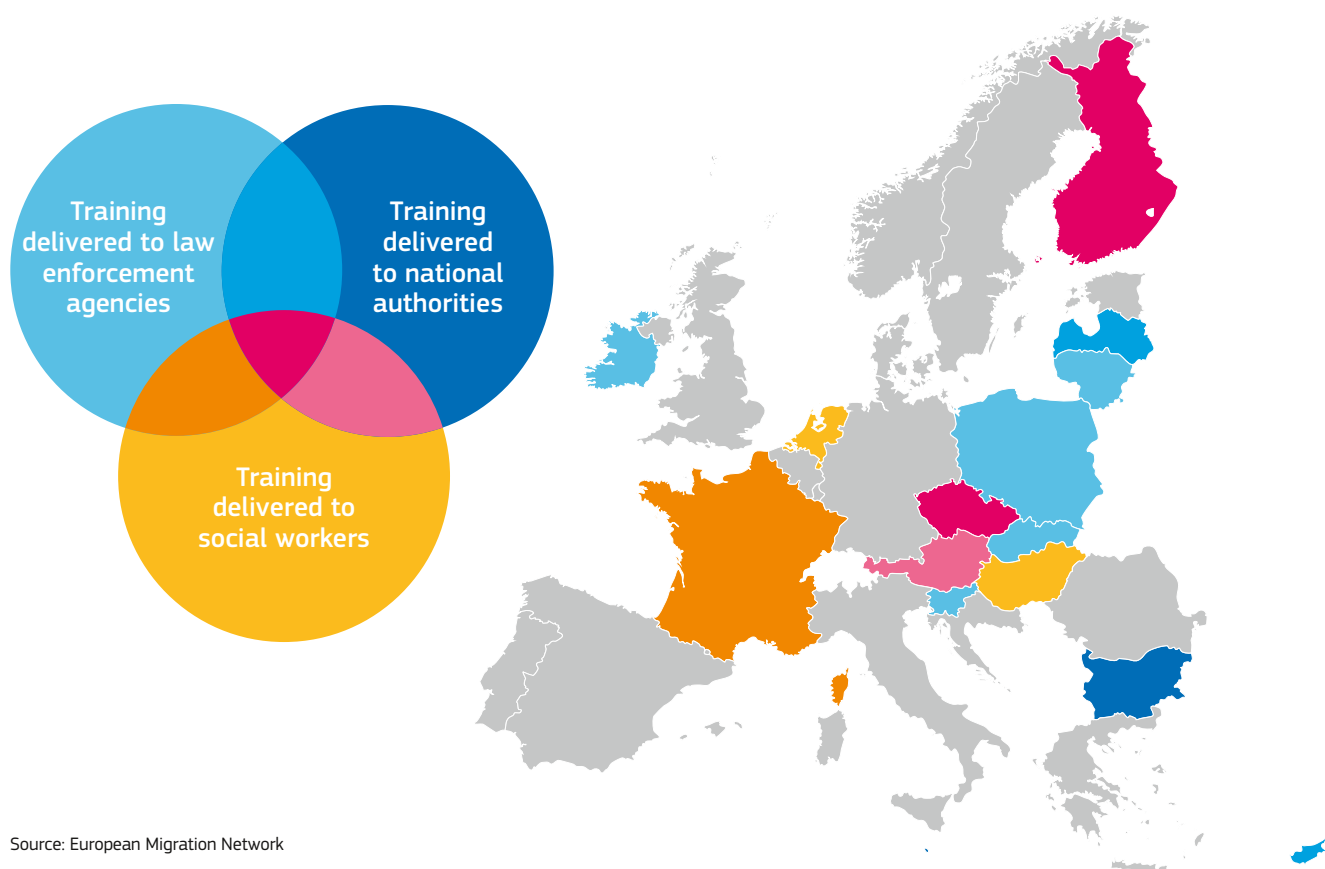 Training
delivered to law
enforcement
agencies
Training
delivered
to national
authorities
Training
delivered to
social workers
Source: European Migration Network